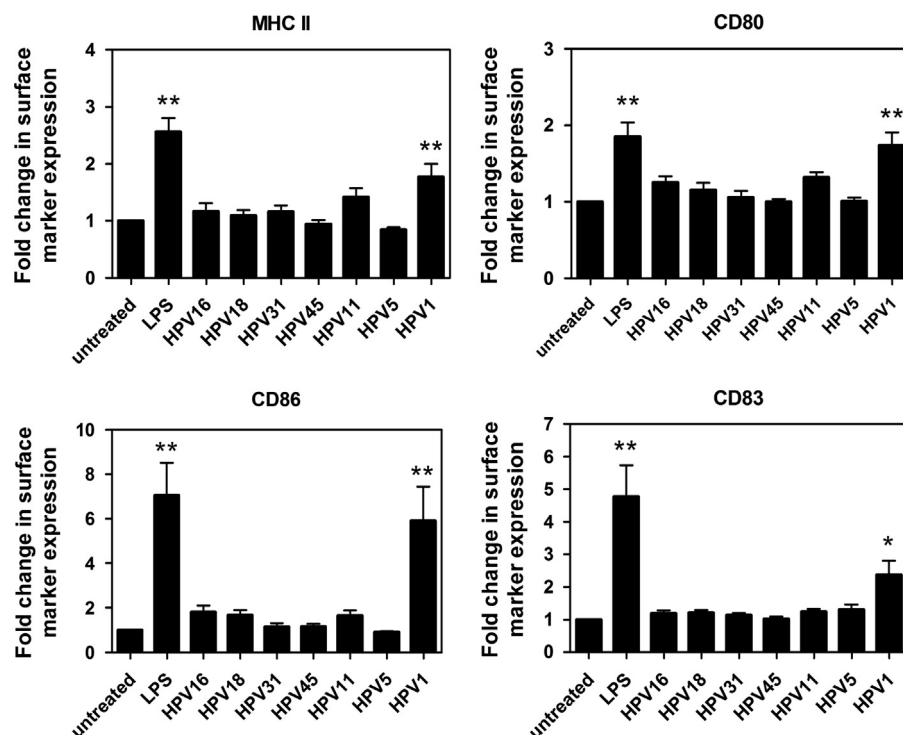 MHC II
Fold change in surface
marker expression
4
3
2
1
0
**
**
untreated
LPS
HPV16
HPV18
HPV31
HPV45
HPV11
HPV5
HPV1
CD80
Fold change in surface
marker expression
3
2
1
0
**
**
untreated
LPS
HPV16
HPV18
HPV31
HPV45
HPV11
HPV5
HPV1
CD86
Fold change in surface
marker expression
10
8
6
4
2
0
**
**
untreated
LPS
HPV16
HPV18
HPV31
HPV45
HPV11
HPV5
HPV1
CD83
Fold change in surface
marker expression
7
6
5
4
3
2
1
0
**
*
untreated
LPS
HPV16
HPV18
HPV31
HPV45
HPV11
HPV5
HPV1